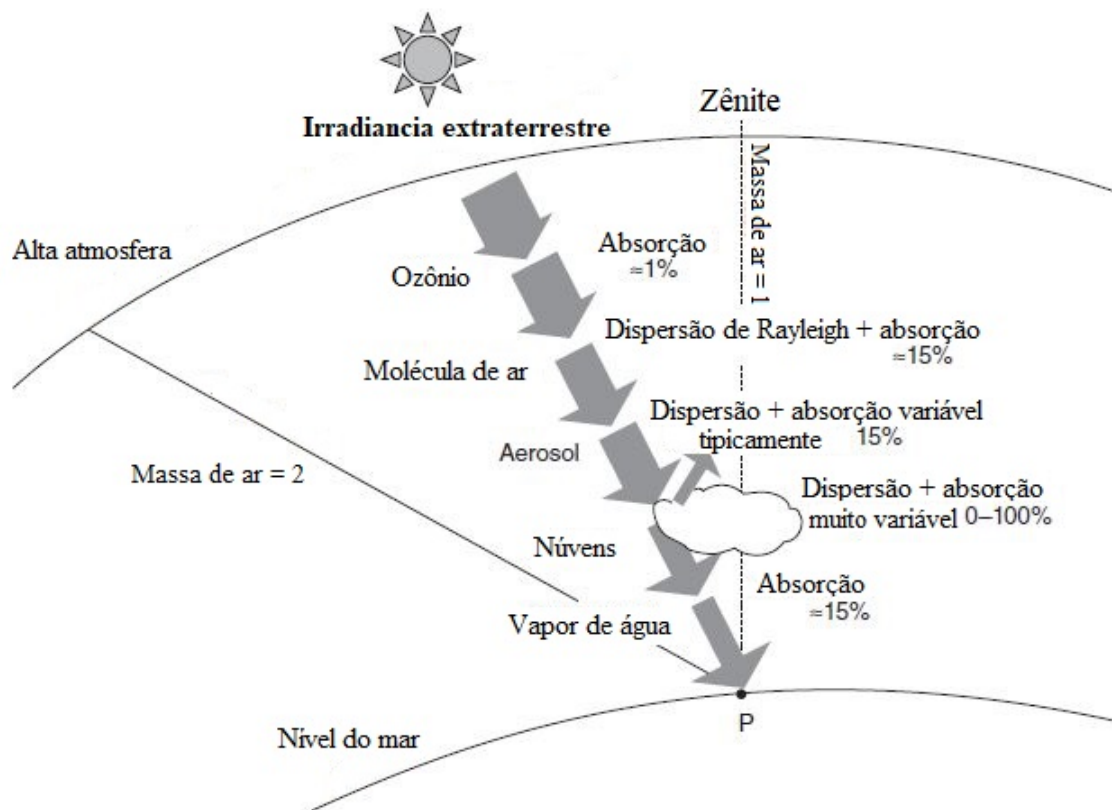 Zênite
Irradiancia extraterrestre
Massa de ar = 1
Alta atmosfera
Absorção
≈1%
Ozônio
Dispersão de Rayleigh + absorção
≈15%
Molécula de ar
Dispersão + absorção variável
tipicamente 15%
Aerosol
Massa de ar = 2
Dispersão + absorção
muito variável 0–100%
Núvens
Absorção
≈15%
Vapor de água
P
Nível do mar